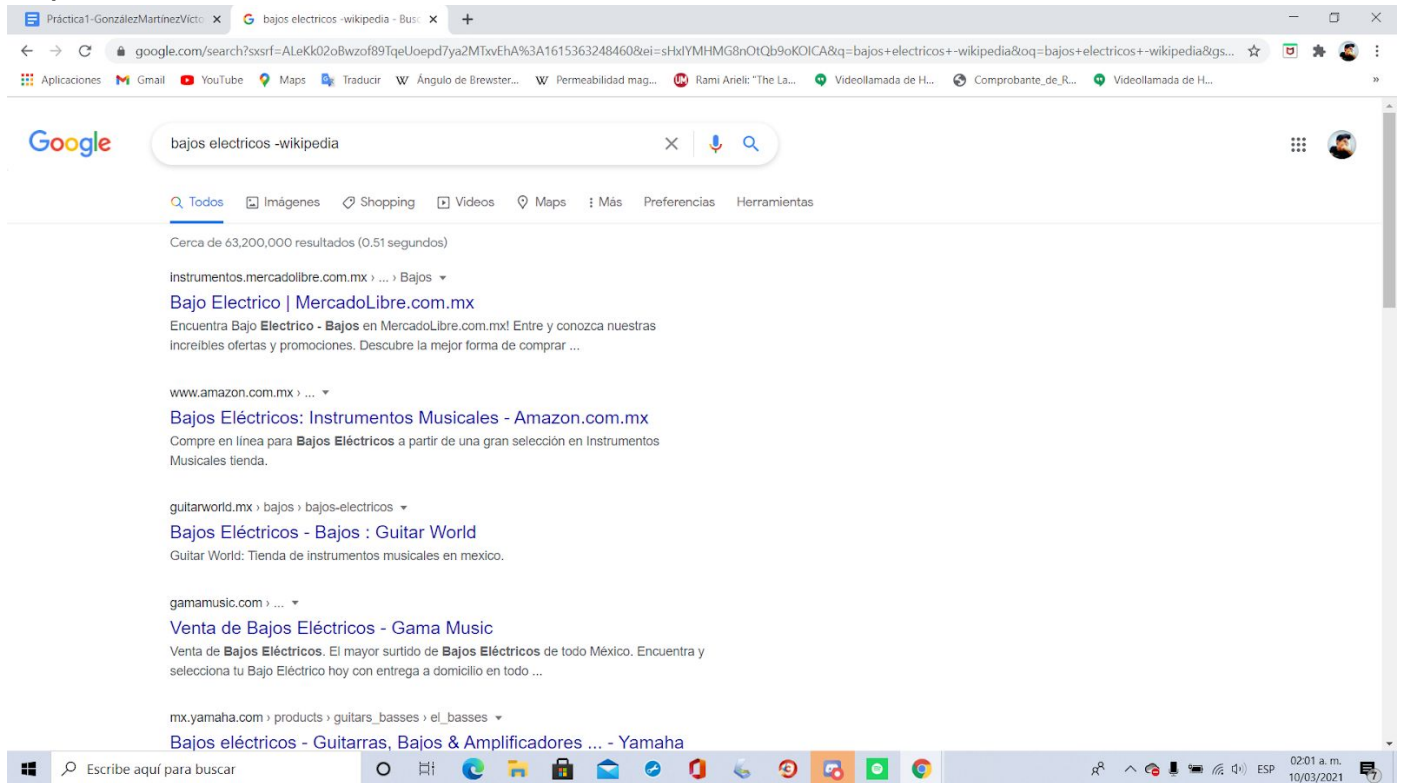 Práctica1-GonzálezMartínezVícto
bajos electricos -wikipedia - Bus
google.com/search?sxsrf=ALeKk02oBwzof89TqeUoepd7ya2MTxvEhA%3A1615363248460&ei=sHxIYMHMG8nOtQb9oKOICA&q=bajos+electricos+-wikipedia&oq=bajos+electricos+-wikipedia&gs...
Aplicaciones Gmail YouTube Maps Traducir Ángulo de Brewster... Permeabilidad mag... Rami Arieli: "The La... Videollamada de H... Comprobante_de_R... Videollamada de H... »
Google
bajos electricos -wikipedia
Todos Imágenes Shopping Videos Maps Más Preferencias Herramientas
Cerca de 63,200,000 resultados (0.51 segundos)
instrumentos.mercadolibre.com.mx › ... › Bajos
Bajo Electrico | MercadoLibre.com.mx
Encuentra Bajo Electrico - Bajos en MercadoLibre.com.mx! Entre y conozca nuestras
increíbles ofertas y promociones. Descubre la mejor forma de comprar ...
www.amazon.com.mx › ...
Bajos Eléctricos: Instrumentos Musicales - Amazon.com.mx
Compre en línea para Bajos Eléctricos a partir de una gran selección en Instrumentos
Musicales tienda.
guitarworld.mx › bajos › bajos-electricos
Bajos Eléctricos - Bajos : Guitar World
Guitar World: Tienda de instrumentos musicales en mexico.
gamamusic.com › ...
Venta de Bajos Eléctricos - Gama Music
Venta de Bajos Eléctricos. El mayor surtido de Bajos Eléctricos de todo México. Encuentra y
selecciona tu Bajo Eléctrico hoy con entrega a domicilio en todo ...
mx.yamaha.com › products › guitars_basses › el_basses
Bajos eléctricos - Guitarras, Bajos & Amplificadores ... - Yamaha
Escribe aquí para buscar
ESP
02:01 a. m.
10/03/2021